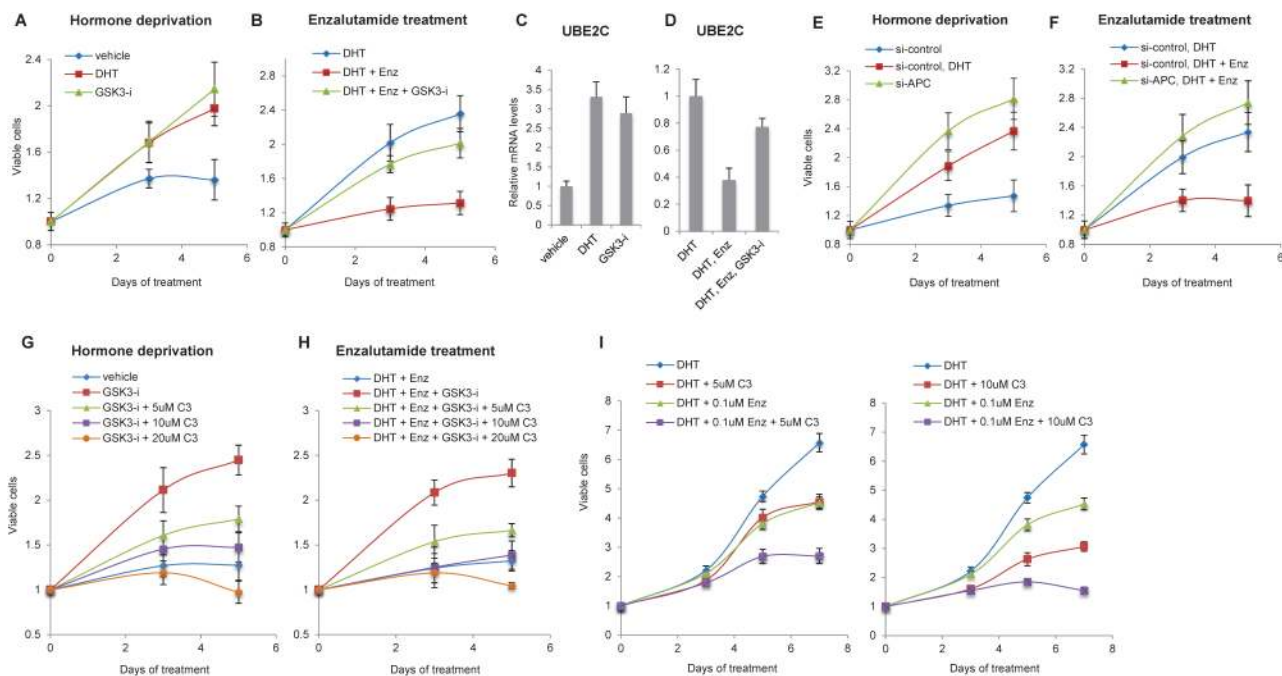 A
Hormone deprivation
vehicle
DHT
GSK3-i
Viable cells
2.4
2
1.6
1.2
0.8
0
2
4
6
Days of treatment
B
Enzalutamide treatment
DHT
DHT + Enz
DHT + Enz + GSK3-i
2.8
2.4
2
1.6
1.2
0.8
0
2
4
6
Days of treatment
C
UBE2C
Relative mRNA levels
4
3.5
3
2.5
2
1.5
1
0.5
0
vehicle
DHT
GSK3-i
D
UBE2C
1.2
1
0.8
0.6
0.4
0.2
0
DHT
DHT, Enz
DHT, Enz, GSK3-i
E
Hormone deprivation
si-control
si-control, DHT
si-APC
Viable cells
3.2
2.8
2.4
2
1.6
1.2
0.8
0
2
4
6
Days of treatment
F
Enzalutamide treatment
si-control, DHT
si-control, DHT + Enz
si-APC, DHT + Enz
3.2
2.8
2.4
2
1.6
1.2
0.8
0
2
4
6
Days of treatment
G
Hormone deprivation
vehicle
GSK3-i
GSK3-i + 5uM C3
GSK3-i + 10uM C3
GSK3-i + 20uM C3
Viable cells
3
2.5
2
1.5
1
0.5
0
2
4
6
Days of treatment
H
Enzalutamide treatment
DHT + Enz
DHT + Enz + GSK3-i
DHT + Enz + GSK3-i + 5uM C3
DHT + Enz + GSK3-i + 10uM C3
DHT + Enz + GSK3-i + 20uM C3
3
2.5
2
1.5
1
0.5
0
2
4
6
Days of treatment
I
DHT
DHT + 5uM C3
DHT + 0.1uM Enz
DHT + 0.1uM Enz + 5uM C3
Viable cells
8
7
6
5
4
3
2
1
0
0
2
4
6
8
Days of treatment
DHT
DHT + 10uM C3
DHT + 0.1uM Enz
DHT + 0.1uM Enz + 10uM C3
8
7
6
5
4
3
2
1
0
0
2
4
6
8
Days of treatment